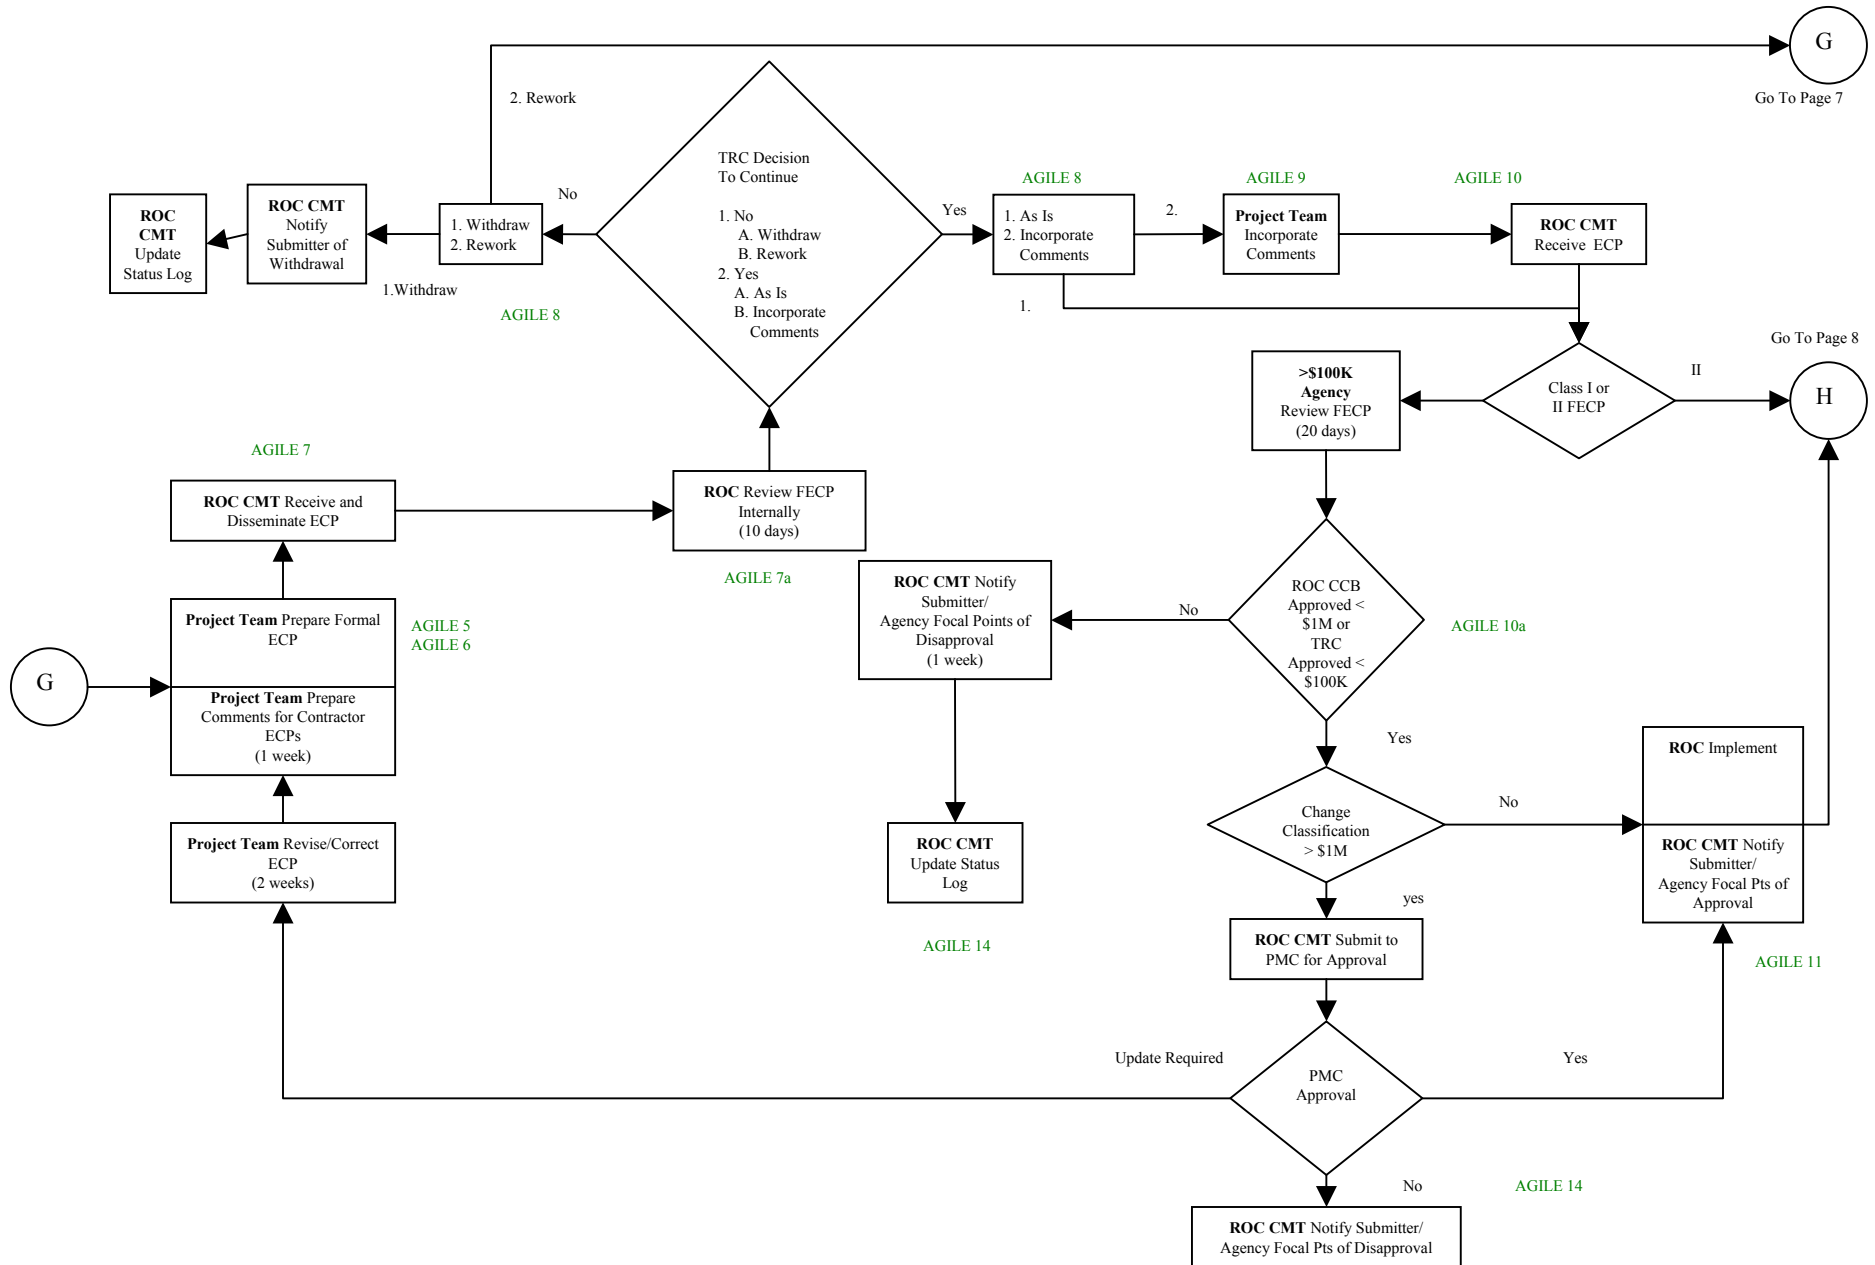 G
Go To Page 7
2. Rework
TRC Decision
To Continue
1. No
A. Withdraw
B. Rework
2. Yes
A. As Is
B. Incorporate
Comments
No
Yes
AGILE 8
AGILE 9
AGILE 10
ROC
CMT
Update
Status Log
ROC CMT
Notify
Submitter of
Withdrawal
1. Withdraw
2. Rework
1.Withdraw
AGILE 8
1. As Is
2. Incorporate
Comments
2.
1.
Project Team
Incorporate
Comments
ROC CMT
Receive ECP
Go To Page 8
>$100K
Agency
Review FECP
(20 days)
Class I or
II FECP
II
H
AGILE 7
ROC CMT Receive and
Disseminate ECP
ROC Review FECP
Internally
(10 days)
AGILE 7a
Project Team Prepare Formal
ECP
AGILE 5
AGILE 6
G
Project Team Prepare
Comments for Contractor
ECPs
(1 week)
Project Team Revise/Correct
ECP
(2 weeks)
ROC CMT Notify
Submitter/
Agency Focal Points of
Disapproval
(1 week)
No
ROC CCB
Approved <
$1M or
TRC
Approved <
$100K
AGILE 10a
Yes
ROC CMT
Update Status
Log
AGILE 14
Change
Classification
> $1M
No
yes
ROC Implement
ROC CMT Notify
Submitter/
Agency Focal Pts of
Approval
AGILE 11
ROC CMT Submit to
PMC for Approval
Update Required
PMC
Approval
Yes
No
AGILE 14
ROC CMT Notify Submitter/
Agency Focal Pts of Disapproval